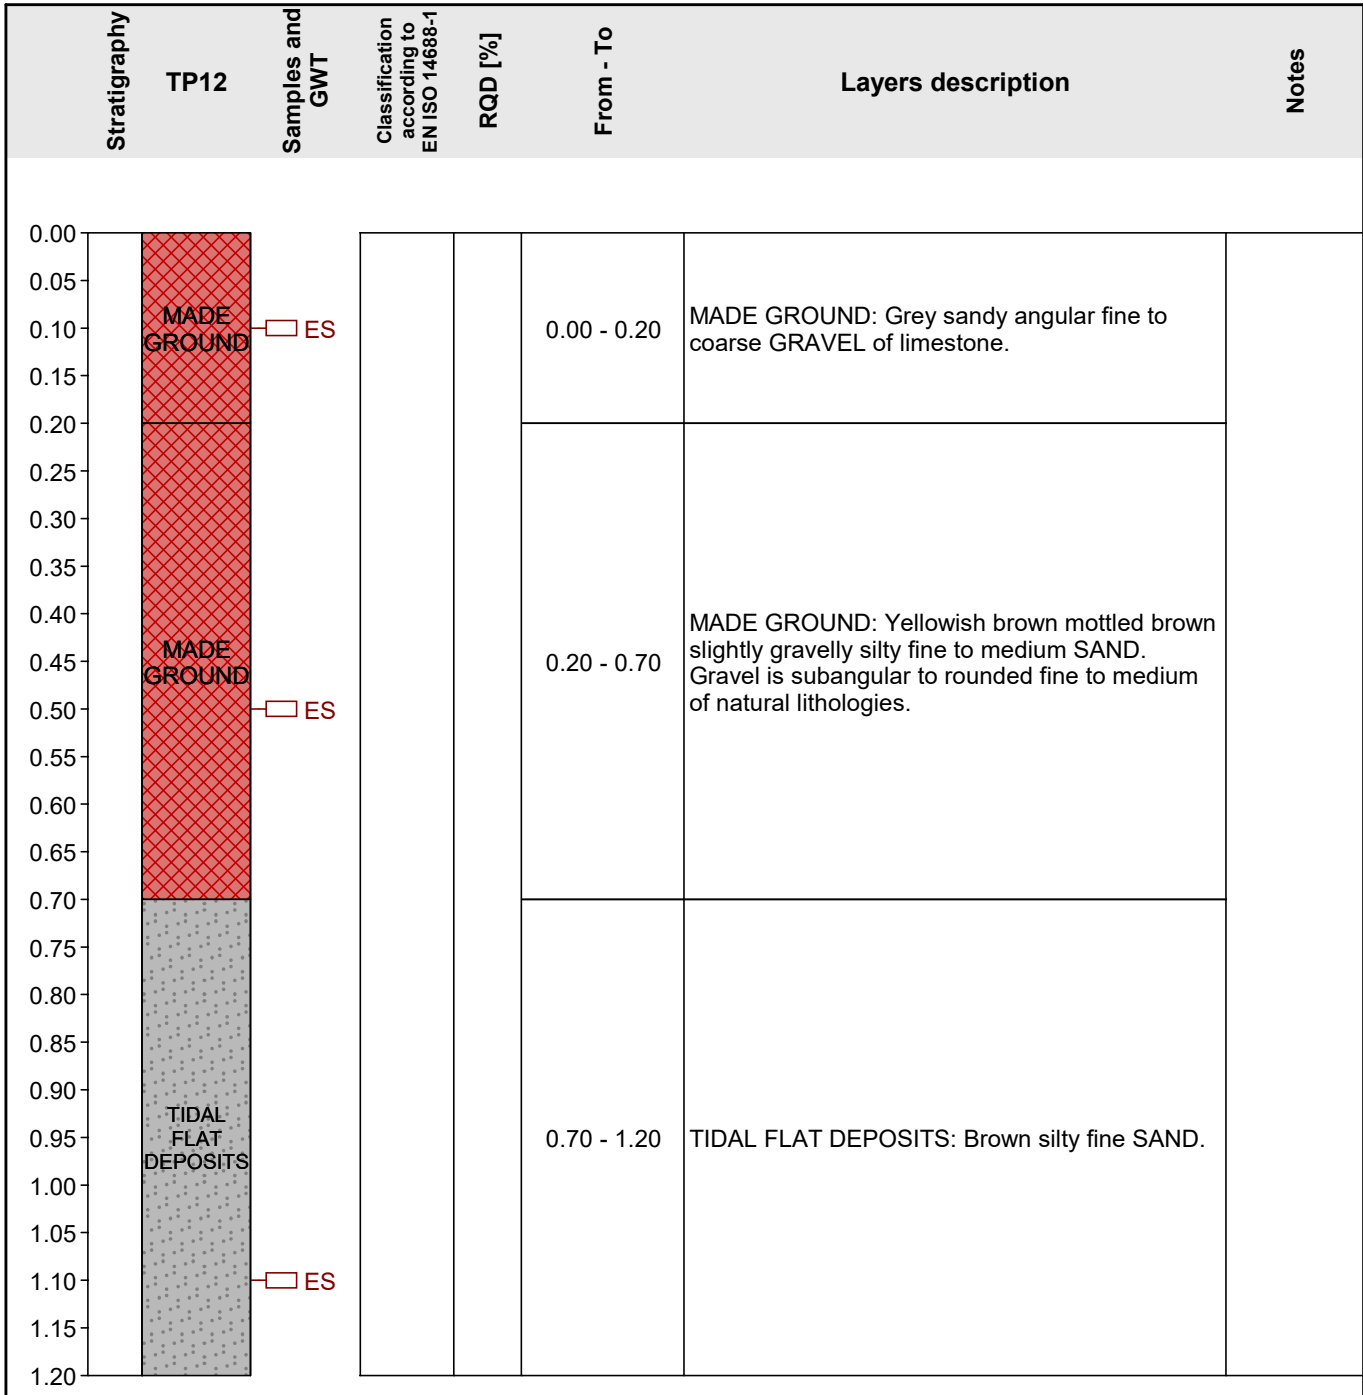 Stratigraphy
TP12
Samples and
GWT
Classification
according to
EN ISO 14688-1
RQD [%]
From - To
Layers description
Notes
0.00
0.05
0.10
0.15
0.20
0.25
0.30
0.35
0.40
0.45
0.50
0.55
0.60
0.65
0.70
0.75
0.80
0.85
0.90
0.95
1.00
1.05
1.10
1.15
1.20
MADE
GROUND
ES
0.00 - 0.20
MADE GROUND: Grey sandy angular fine to
coarse GRAVEL of limestone.
MADE
GROUND
ES
0.20 - 0.70
MADE GROUND: Yellowish brown mottled brown
slightly gravelly silty fine to medium SAND.
Gravel is subangular to rounded fine to medium
of natural lithologies.
TIDAL
FLAT
DEPOSITS
ES
0.70 - 1.20
TIDAL FLAT DEPOSITS: Brown silty fine SAND.